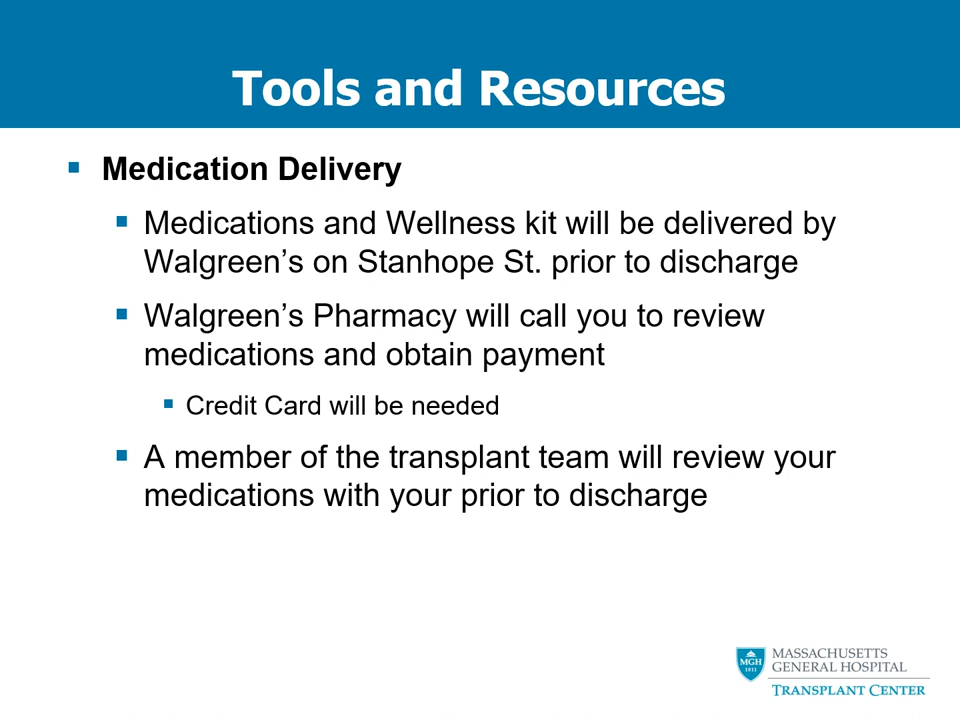 Tools and Resources
Medication Delivery
Medications and Wellness kit will be delivered by
Walgreen’s on Stanhope St. prior to discharge
Walgreen’s Pharmacy will call you to review
medications and obtain payment
Credit Card will be needed
A member of the transplant team will review your
medications with your prior to discharge
MGH
1811
MASSACHUSETTS
GENERAL HOSPITAL
TRANSPLANT CENTER